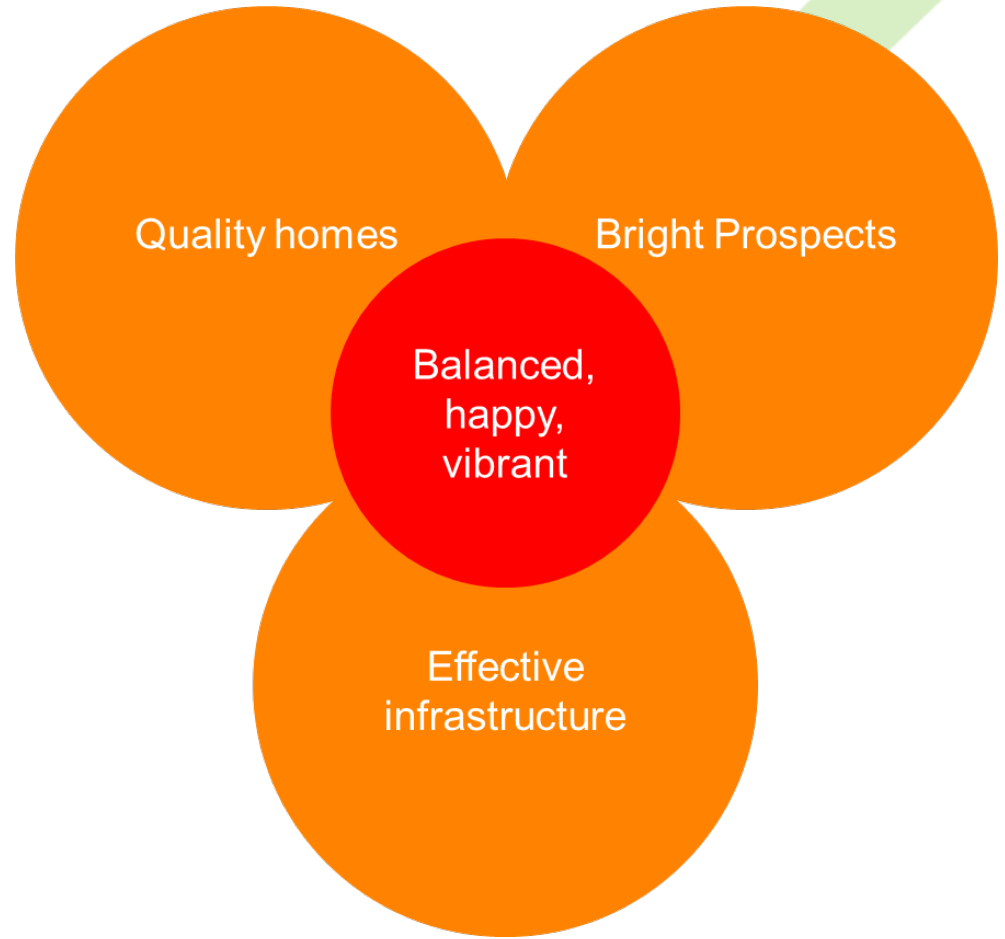 Quality homes
Bright Prospects
Balanced,
happy,
vibrant
Effective
infrastructure